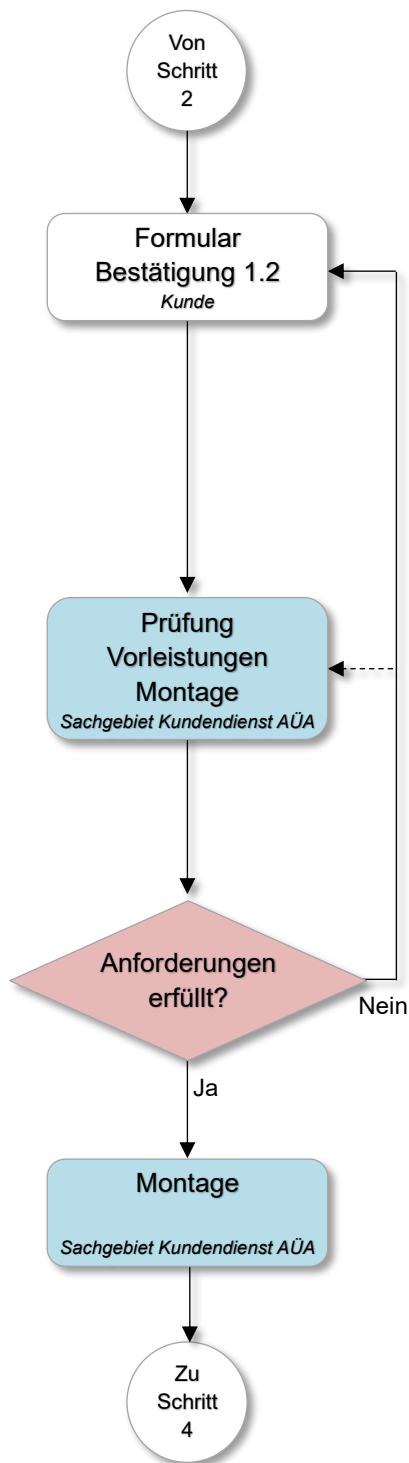 Von
Schritt
2
Formular
Bestätigung 1.2
Kunde
Prüfung
Vorleistungen
Montage
Sachgebiet Kundendienst AÜA
Anforderungen
erfüllt?
Nein
Ja
Montage
Sachgebiet Kundendienst AÜA
Zu
Schritt
4